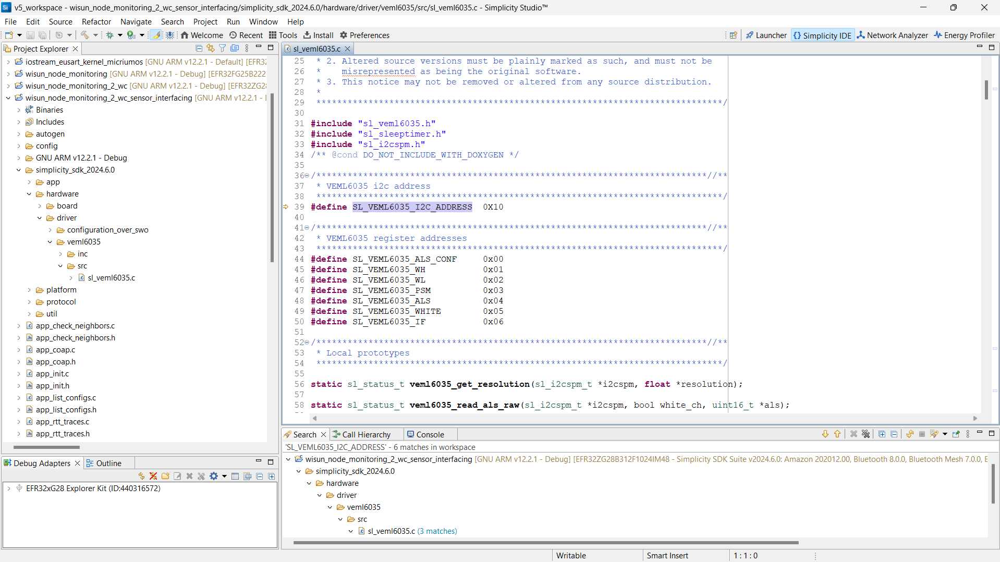 v5_workspace - wisun_node_monitoring_2_wc_sensor_interfacing/simplicity_sdk_2024.6.0/hardware/driver/veml6035/src/sl_veml6035.c - Simplicity Studio™
File Edit Source Refactor Navigate Search Project Run Window Help
Welcome Recent Tools Install Preferences Launcher {} Simplicity IDE Network Analyzer Energy Profiler
Project Explorer
iostream_eusart_kernel_micriumos [GNU ARM v12.2.1 - Default] [EFR32
wisun_node_monitoring [GNU ARM v12.2.1 - Debug] [EFR32FG25B222
wisun_node_monitoring_2_wc [GNU ARM v12.2.1 - Debug] [EFR32ZG28
wisun_node_monitoring_2_wc_sensor_interfacing [GNU ARM v12.2.1 - 
Binaries
Includes
autogen
config
GNU ARM v12.2.1 - Debug
simplicity_sdk_2024.6.0
app
hardware
board
driver
configuration_over_swo
veml6035
inc
src
sl_veml6035.c
platform
protocol
util
app_check_neighbors.c
app_check_neighbors.h
app_coap.c
app_coap.h
app_init.c
app_init.h
app_list_configs.c
app_list_configs.h
app_rtt_traces.c
app_rtt_traces.h
Debug Adapters Outline
EFR32xG28 Explorer Kit (ID:440316572)
sl_veml6035.c
25 * 2. Altered source versions must be plainly marked as such, and must not be
26 * misrepresented as being the original software.
27 * 3. This notice may not be removed or altered from any source distribution.
28 *
29 ******************************************************************************/
30
31 #include "sl_veml6035.h"
32 #include "sl_sleeptimer.h"
33 #include "sl_i2cspm.h"
34 /** @cond DO_NOT_INCLUDE_WITH_DOXYGEN */
35
36 /***************************************************************************//**
37 * VEML6035 i2c address
38 ******************************************************************************/
39 #define SL_VEML6035_I2C_ADDRESS 0X10
40
41 /***************************************************************************//**
42 * VEML6035 register addresses
43 ******************************************************************************/
44 #define SL_VEML6035_ALS_CONF 0x00
45 #define SL_VEML6035_WH 0x01
46 #define SL_VEML6035_WL 0x02
47 #define SL_VEML6035_PSM 0x03
48 #define SL_VEML6035_ALS 0x04
49 #define SL_VEML6035_WHITE 0x05
50 #define SL_VEML6035_IF 0x06
51
52 /***************************************************************************//**
53 * Local prototypes
54 ******************************************************************************/
55
56 static sl_status_t veml6035_get_resolution(sl_i2cspm_t *i2cspm, float *resolution);
57
58 static sl_status_t veml6035_read_als_raw(sl_i2cspm_t *i2cspm, bool white_ch, uint16_t *als);
Search Call Hierarchy Console
'SL_VEML6035_I2C_ADDRESS' - 6 matches in workspace
wisun_node_monitoring_2_wc_sensor_interfacing [GNU ARM v12.2.1 - Debug] [EFR32ZG28B312F1024IM48 - Simplicity SDK Suite v2024.6.0: Amazon 202012.00, Bluetooth 8.0.0, Bluetooth Mesh 7.0.0, E
simplicity_sdk_2024.6.0
hardware
driver
veml6035
src
sl_veml6035.c (3 matches)
Writable Smart Insert 1 : 1 : 0